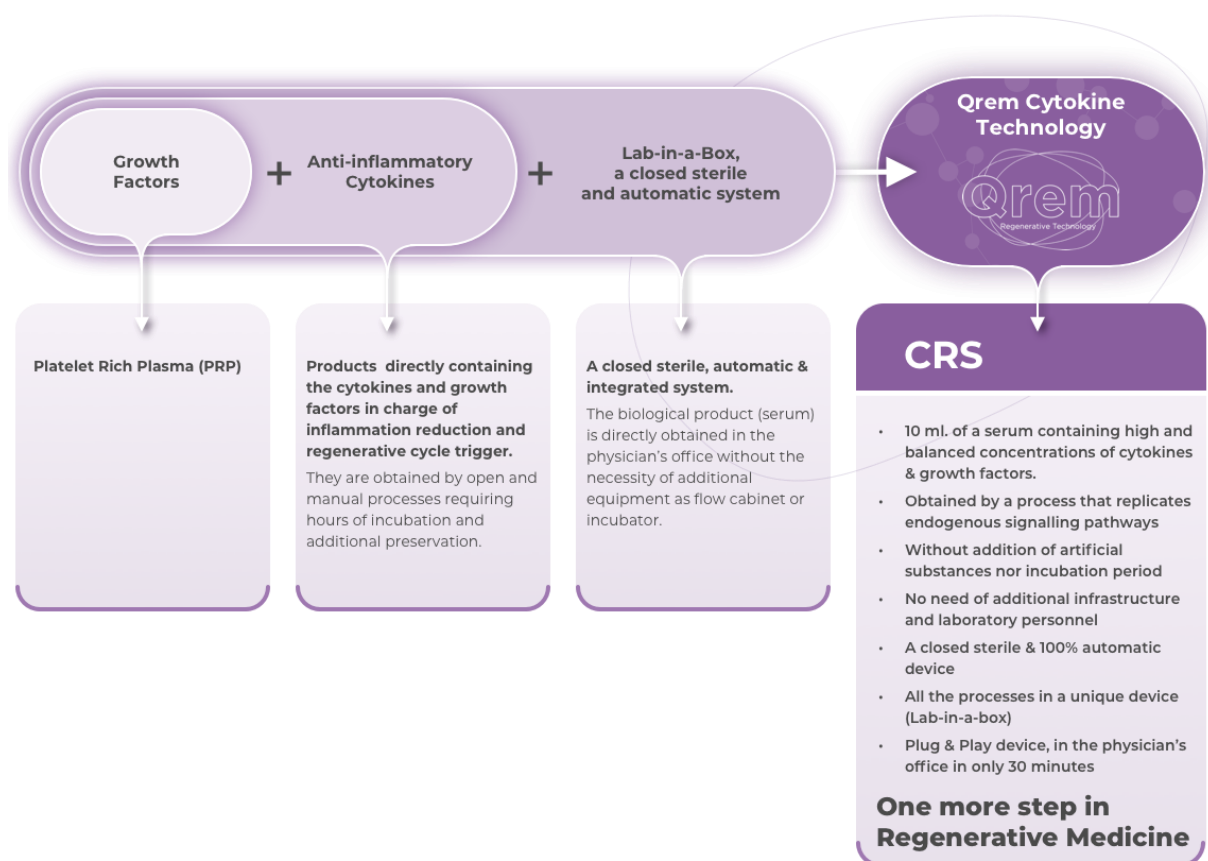 Growth
Factors
+
Anti-inflammatory
Cytokines
+
Lab-in-a-Box,
a closed sterile
and automatic system
Qrem Cytokine
Technology
Qrem
Regenerative Technology
Platelet Rich Plasma (PRP)
Products directly containing
the cytokines and growth
factors in charge of
inflammation reduction and
regenerative cycle trigger.
They are obtained by open and
manual processes requiring
hours of incubation and
additional preservation.
A closed sterile, automatic &
integrated system.
The biological product (serum)
is directly obtained in the
physician's office without the
necessity of additional
equipment as flow cabinet or
incubator.
CRS
• 10 ml. of a serum containing high and
balanced concentrations of cytokines
& growth factors.
• Obtained by a process that replicates
endogenous signalling pathways
• Without addition of artificial
substances nor incubation period
• No need of additional infrastructure
and laboratory personnel
• A closed sterile & 100% automatic
device
• All the processes in a unique device
(Lab-in-a-box)
• Plug & Play device, in the physician's
office in only 30 minutes
One more step in
Regenerative Medicine